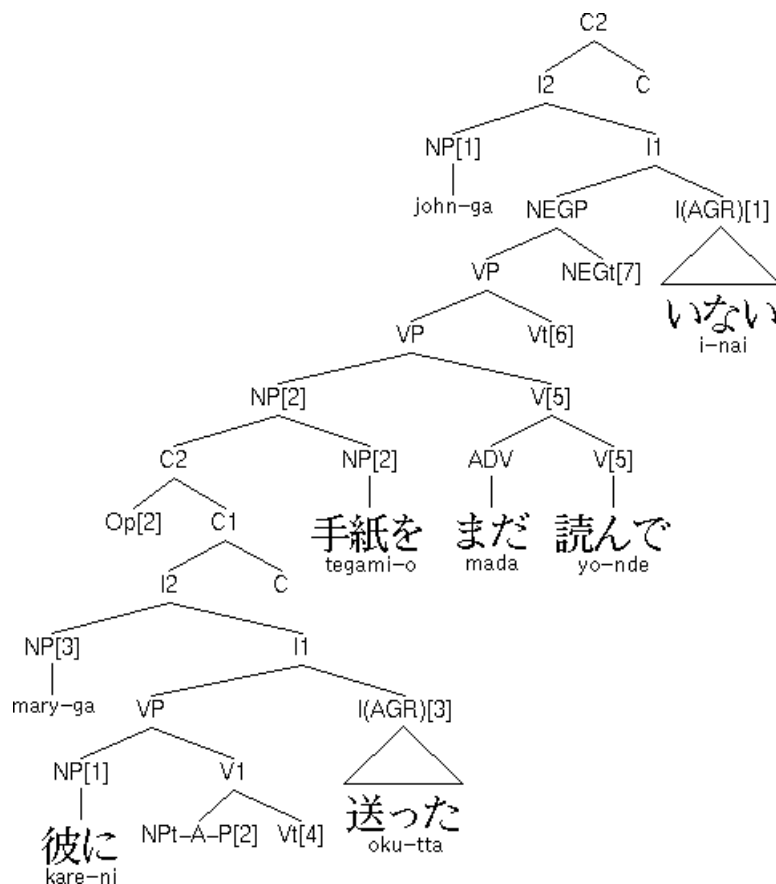 C2
I2 C
NP[1] I1
john-ga NEGP I(AGR)[1]
VP NEGt[7]
いない
i-nai
VP Vt[6]
NP[2] V[5]
C2 NP[2] ADV V[5]
Op[2] C1
手紙を まだ 読んで
tegami-o mada yo-nde
I2 C
NP[3] I1
mary-ga VP I(AGR)[3]
NP[1] V1
彼に NPt-A-P[2] Vt[4] 送った
kare-ni oku-tta